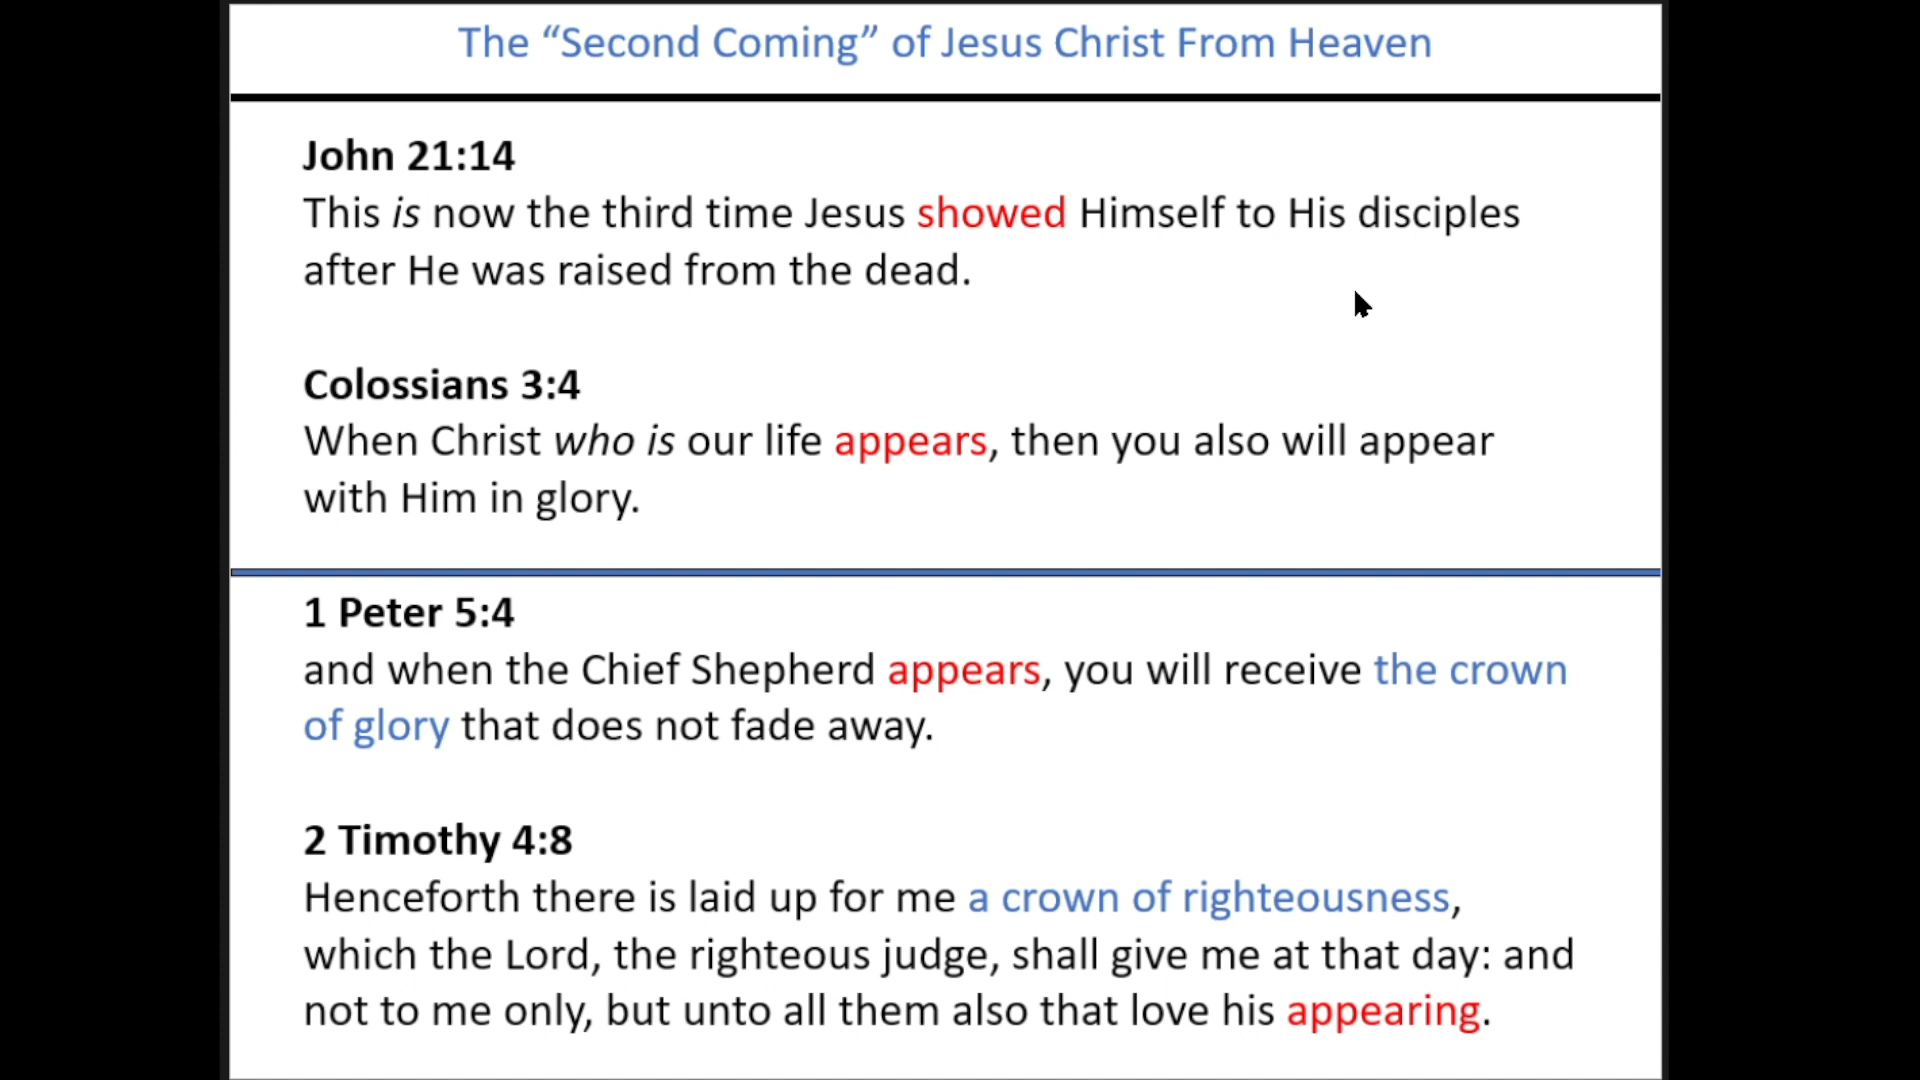 The “Second Coming” of Jesus Christ From Heaven
John 21:14
This is now the third time Jesus showed Himself to His disciples
after He was raised from the dead.
Colossians 3:4
When Christ who is our life appears, then you also will appear
with Him in glory.
1 Peter 5:4
and when the Chief Shepherd appears, you will receive the crown
of glory that does not fade away.
2 Timothy 4:8
Henceforth there is laid up for me a crown of righteousness,
which the Lord, the righteous judge, shall give me at that day: and
not to me only, but unto all them also that love his appearing.